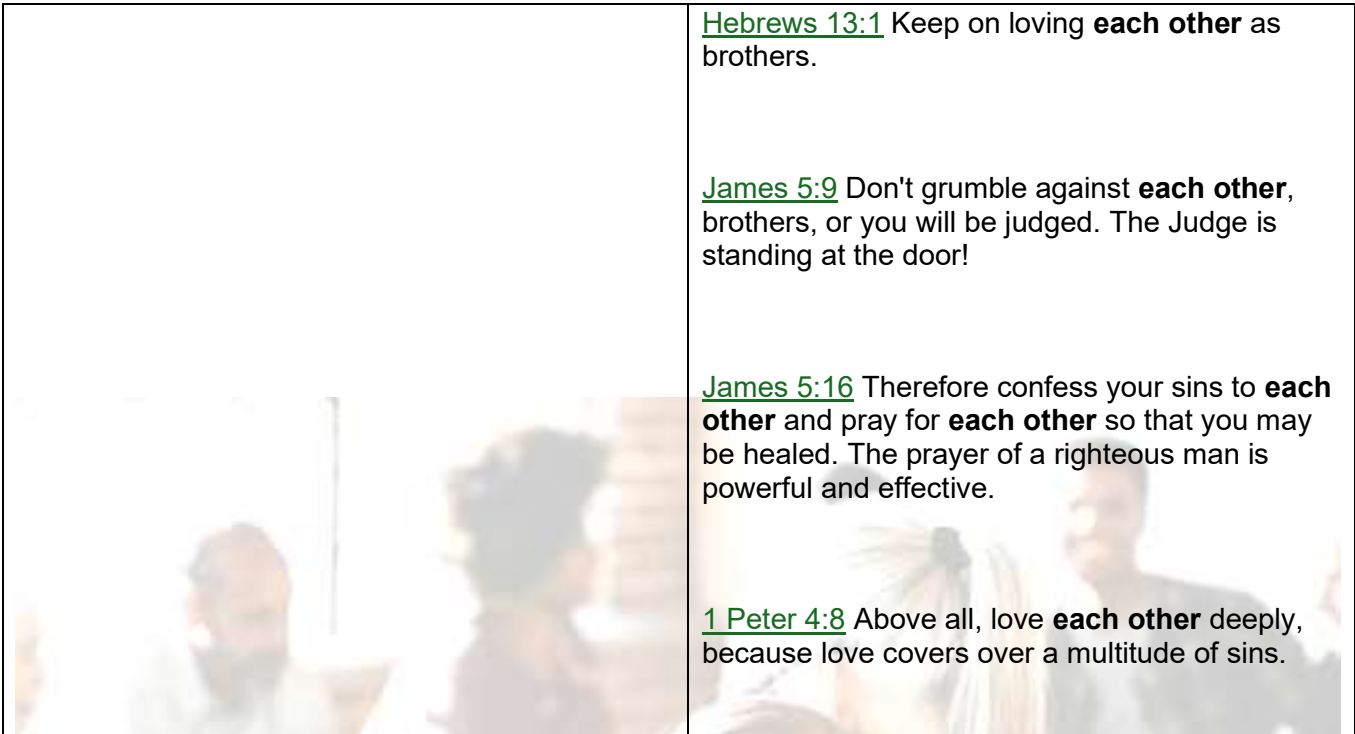 Hebrews 13:1 Keep on loving each other as
brothers.
James 5:9 Don't grumble against each other,
brothers, or you will be judged. The Judge is
standing at the door!
James 5:16 Therefore confess your sins to each
other and pray for each other so that you may
be healed. The prayer of a righteous man is
powerful and effective.
1 Peter 4:8 Above all, love each other deeply,
because love covers over a multitude of sins.